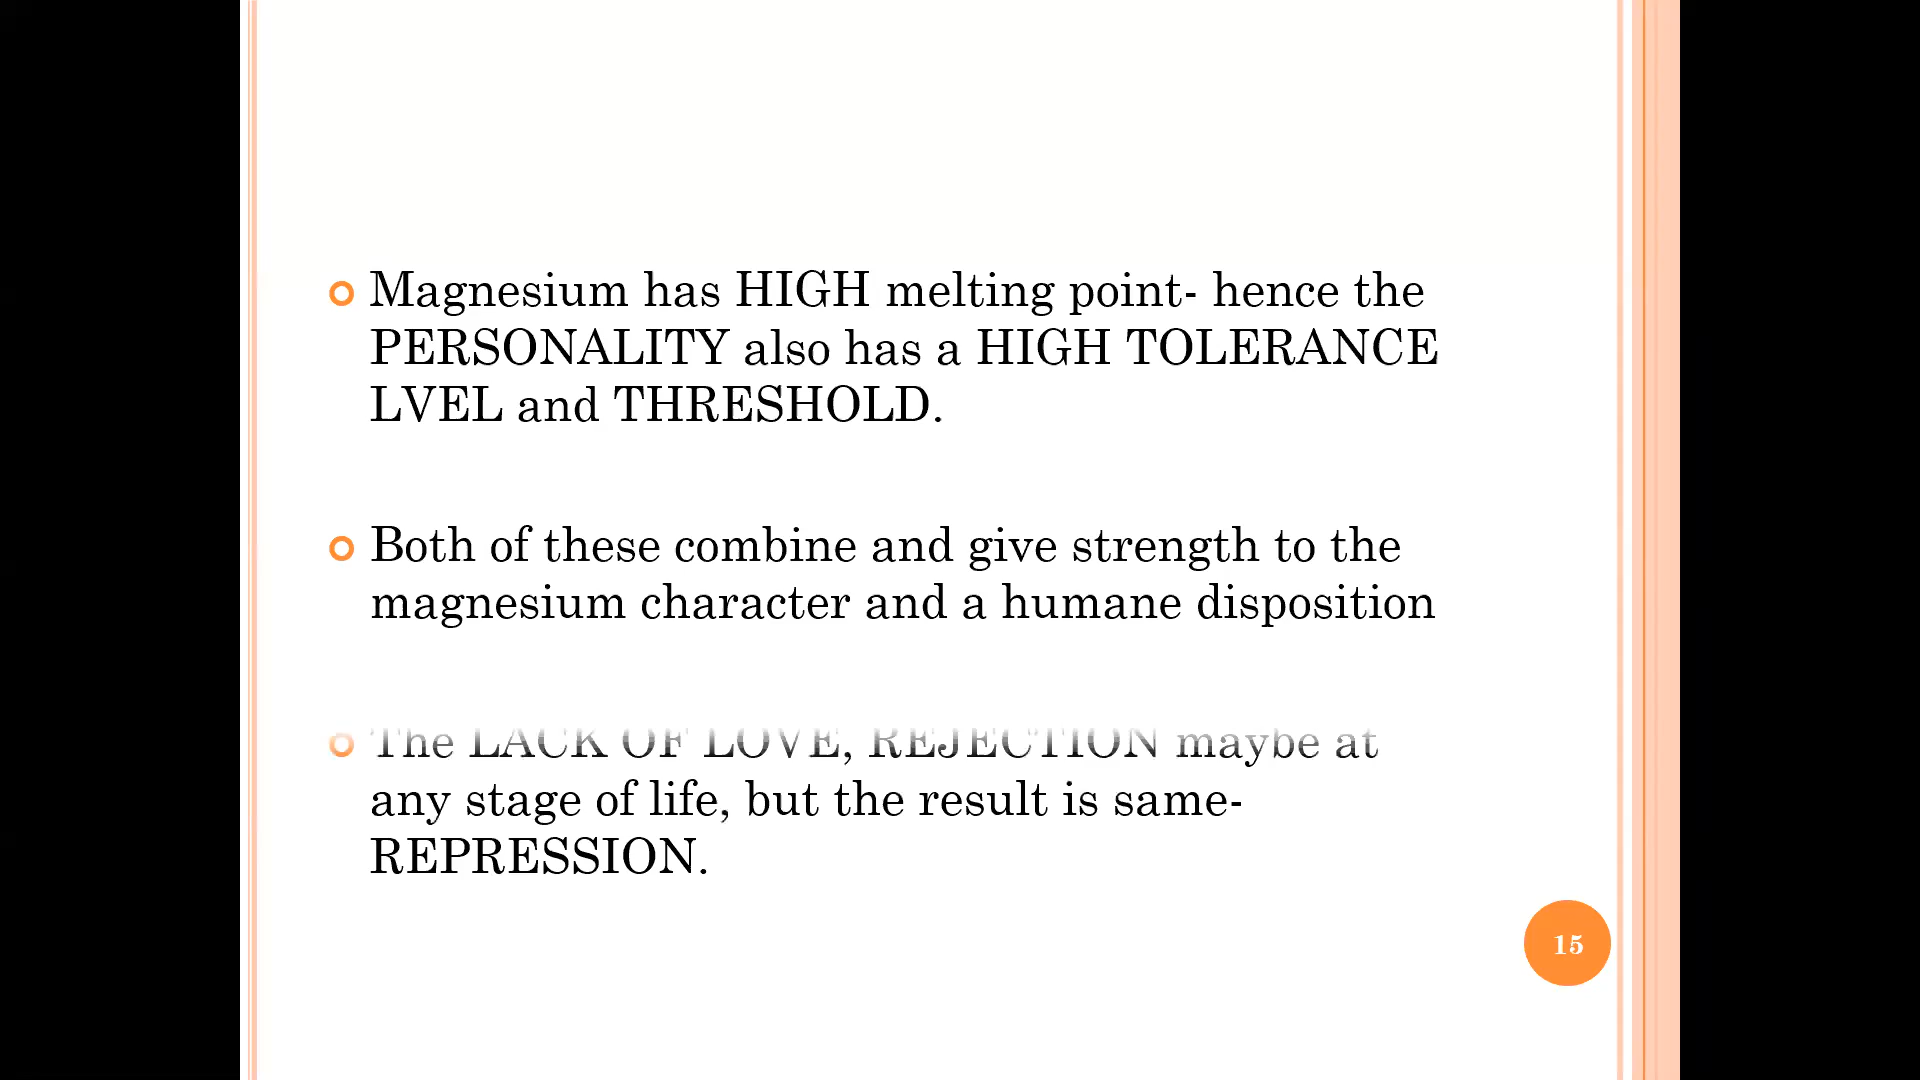 Magnesium has HIGH melting point- hence the
PERSONALITY also has a HIGH TOLERANCE
LVEL and THRESHOLD.
Both of these combine and give strength to the
magnesium character and a humane disposition
The LACK OF LOVE, REJECTION maybe at
any stage of life, but the result is same-
REPRESSION.
15